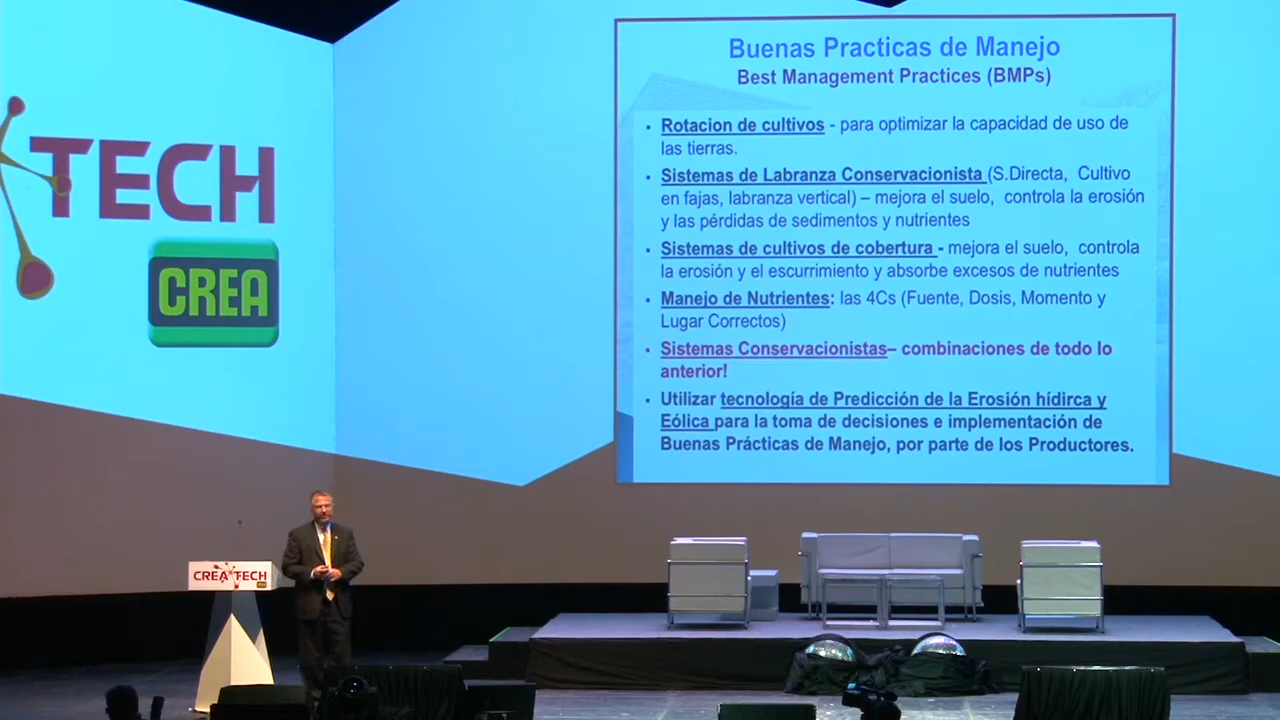 TECH
CREA
Buenas Practicas de Manejo
Best Management Practices (BMPs)
• Rotacion de cultivos - para optimizar la capacidad de uso de
las tierras.
• Sistemas de Labranza Conservacionista (S.Directa, Cultivo
en fajas, labranza vertical) – mejora el suelo, controla la erosión
y las pérdidas de sedimentos y nutrientes
• Sistemas de cultivos de cobertura - mejora el suelo, controla
la erosión y el escurrimiento y absorbe excesos de nutrientes
• Manejo de Nutrientes: las 4Cs (Fuente, Dosis, Momento y
Lugar Correctos)
• Sistemas Conservacionistas– combinaciones de todo lo
anterior!
• Utilizar tecnología de Predicción de la Erosión hídirca y
Eólica para la toma de decisiones e implementación de
Buenas Prácticas de Manejo, por parte de los Productores.
CREA TECH